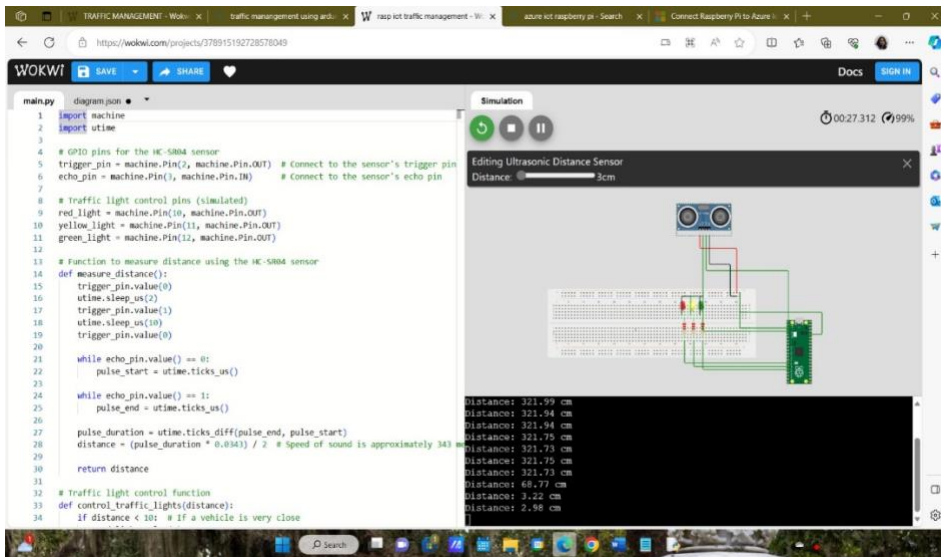 TRAFFIC MANAGEMENT - Wokwi
traffic manangement using ardu
rasp iot traffic management - W
azure iot raspberry pi - Search
Connect Raspberry Pi to Azure
https://wokwi.com/projects/378915192728578049
WOKWI
SAVE
SHARE
Docs
SIGN IN
main.py
diagram.json
1 import machine
2 import utime
3
4 # GPIO pins for the HC-SR04 sensor
5 trigger_pin = machine.Pin(2, machine.Pin.OUT) # Connect to the sensor's trigger pin
6 echo_pin = machine.Pin(3, machine.Pin.IN) # Connect to the sensor's echo pin
7
8 # Traffic light control pins (simulated)
9 red_light = machine.Pin(10, machine.Pin.OUT)
10 yellow_light = machine.Pin(11, machine.Pin.OUT)
11 green_light = machine.Pin(12, machine.Pin.OUT)
12
13 # Function to measure distance using the HC-SR04 sensor
14 def measure_distance():
15 trigger_pin.value(0)
16 utime.sleep_us(2)
17 trigger_pin.value(1)
18 utime.sleep_us(10)
19 trigger_pin.value(0)
20
21 while echo_pin.value() == 0:
22 pulse_start = utime.ticks_us()
23
24 while echo_pin.value() == 1:
25 pulse_end = utime.ticks_us()
26
27 pulse_duration = utime.ticks_diff(pulse_end, pulse_start)
28 distance = (pulse_duration * 0.0343) / 2 # Speed of sound is approximately 343 m
29
30 return distance
31
32 # Traffic light control function
33 def control_traffic_lights(distance):
34 if distance < 10: # If a vehicle is very close
Simulation
00:27.312
99%
Editing Ultrasonic Distance Sensor
Distance: 3cm
Distance: 321.99 cm
Distance: 321.94 cm
Distance: 321.94 cm
Distance: 321.75 cm
Distance: 321.73 cm
Distance: 321.75 cm
Distance: 321.73 cm
Distance: 68.77 cm
Distance: 3.22 cm
Distance: 2.98 cm
Search